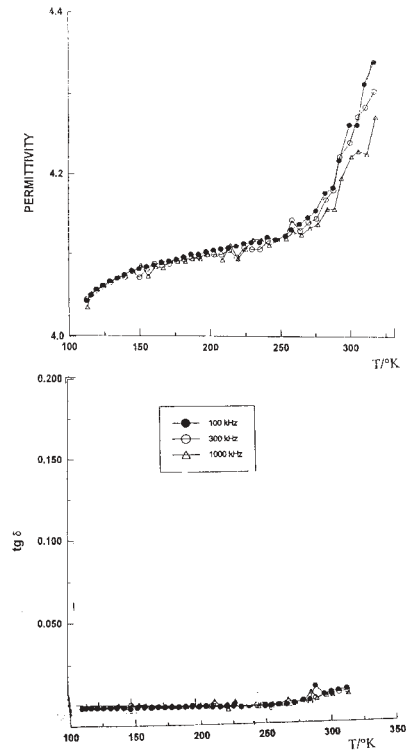 4.4
PERMITTIVITY
4.2
4.0
100 150 200 250 300
T/°K
0.200
100 kHz
300 kHz
1000 kHz
0.150
tg δ
0.100
0.050
100 150 200 250 300 350
T/°K